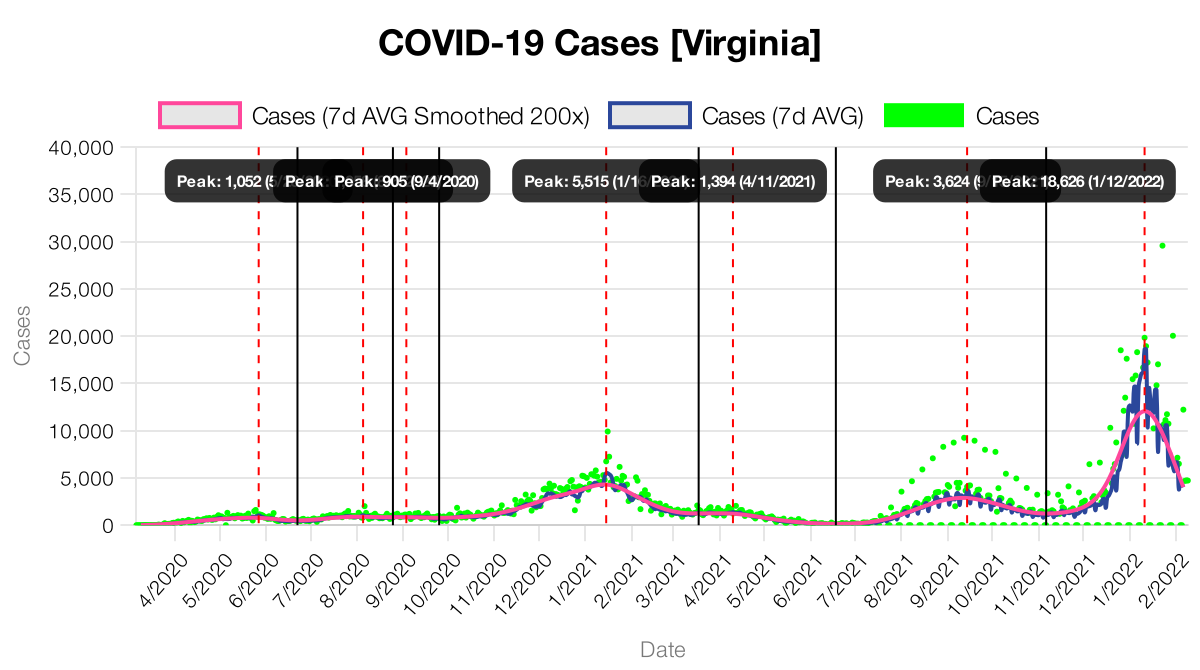 COVID-19 Cases [Virginia]
Cases (7d AVG Smoothed 200x) Cases (7d AVG) Cases
40,000
35,000
30,000
25,000
20,000
15,000
10,000
5,000
0
Cases
Peak: 1,052 Peak: Peak: 905 (9/4/2020) Peak: 5,515 Peak: 1,394 (4/11/2021) Peak: 3,624 Peak: 18,626 (1/12/2022)
4/2020 5/2020 6/2020 7/2020 8/2020 9/2020 10/2020 11/2020 12/2020 1/2021 2/2021 3/2021 4/2021 5/2021 6/2021 7/2021 8/2021 9/2021 10/2021 11/2021 12/2021 1/2022 2/2022
Date